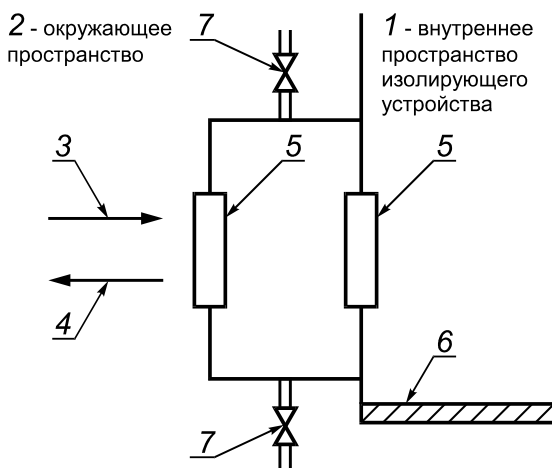 2 - окружающее
пространство
7
1 - внутреннее
пространство
изолирующего
устройства
3
5
5
4
6
7